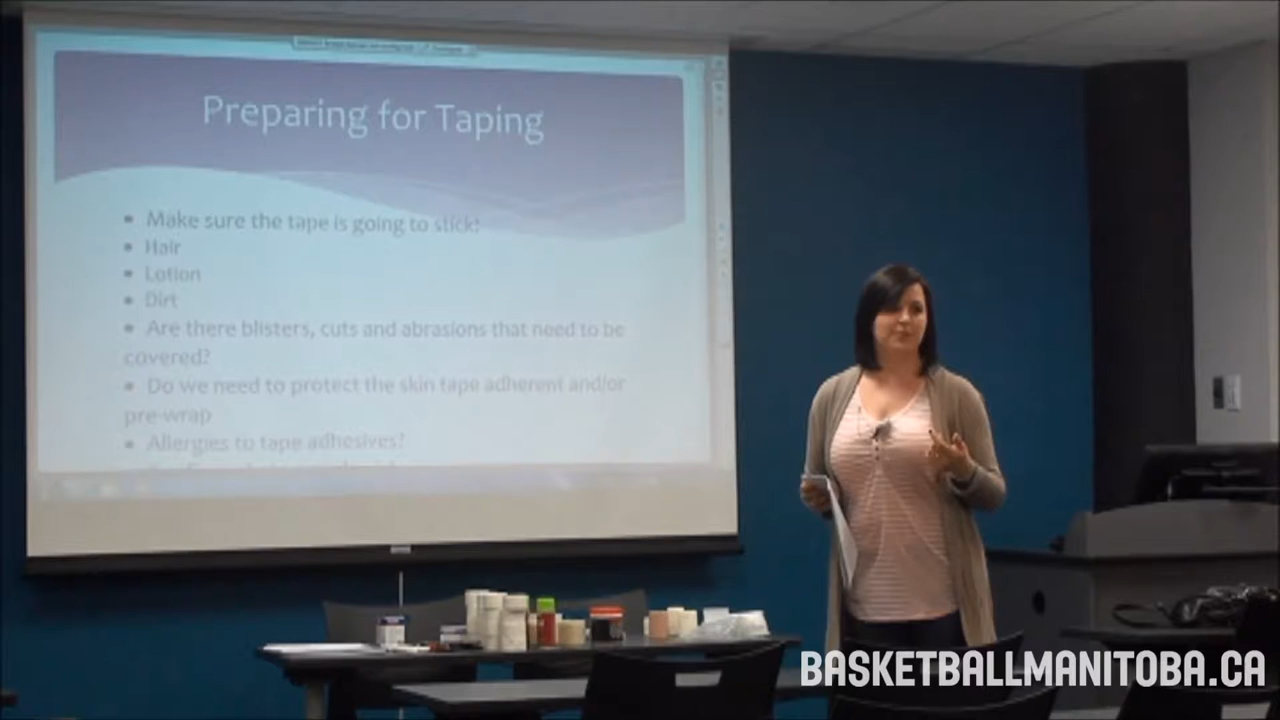 Preparing for Taping
▪ Make sure the tape is going to stick!
▪ Hair
▪ Lotion
▪ Dirt
▪ Are there blisters, cuts and abrasions that need to be
covered?
▪ Do we need to protect the skin tape adherent and/or
pre-wrap
▪ Allergies to tape adhesives?
BASKETBALLMANITOBA.CA